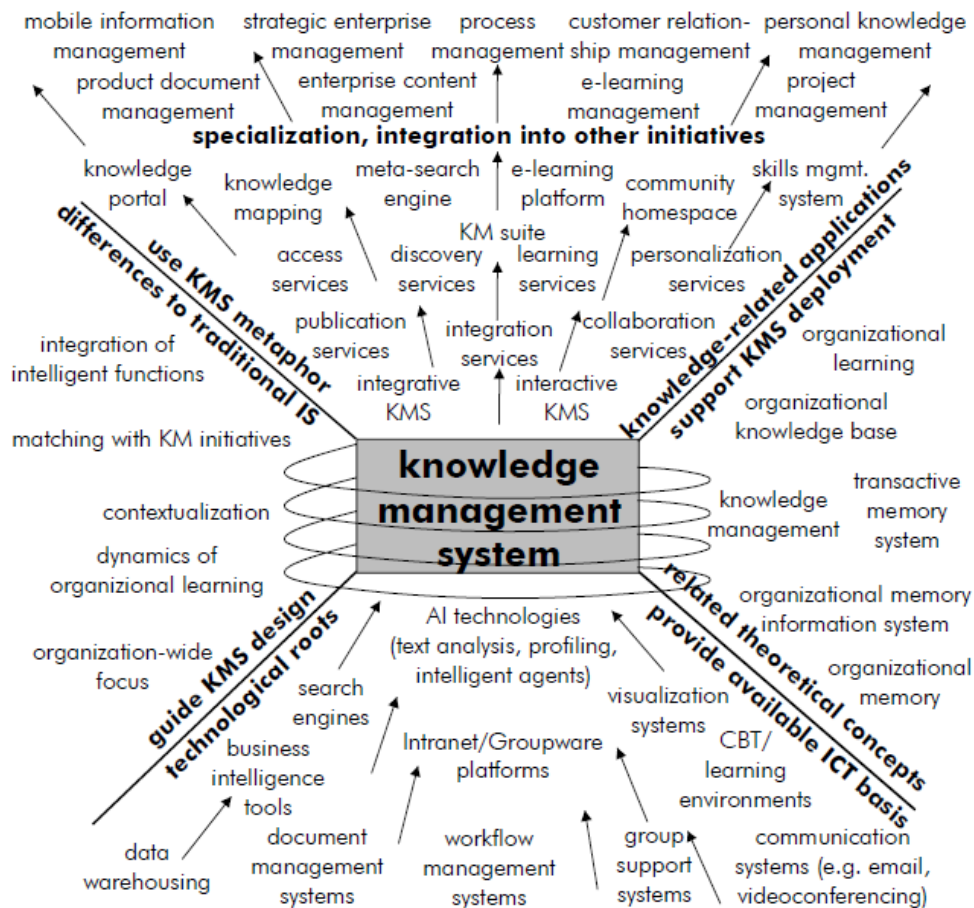 mobile information
management
strategic enterprise
management
process
management
customer relation-
ship management
personal knowledge
management
product document
management
enterprise content
management
e-learning
management
project
management
specialization, integration into other initiatives
knowledge
portal
knowledge
mapping
meta-search
engine
e-learning
platform
community
homespace
skills mgmt.
system
KM suite
access
services
discovery
services
learning
services
personalization
services
publication
services
integration
services
collaboration
services
integrative
KMS
interactive
KMS
use KMS metaphor
differences to traditional IS
knowledge-related applications
support KMS deployment
integration of
intelligent functions
matching with KM initiatives
contextualization
dynamics of
organizional learning
organization-wide
focus
knowledge
management
system
organizational
learning
organizational
knowledge base
knowledge
management
transactive
memory
system
organizational memory
information system
organizational
memory
guide KMS design
technological roots
related theoretical concepts
provide available ICT basis
AI technologies
(text analysis, profiling,
intelligent agents)
search
engines
visualization
systems
business
intelligence
tools
Intranet/Groupware
platforms
CBT/
learning
environments
data
warehousing
document
management
systems
workflow
management
systems
group
support
systems
communication
systems (e.g. email,
videoconferencing)